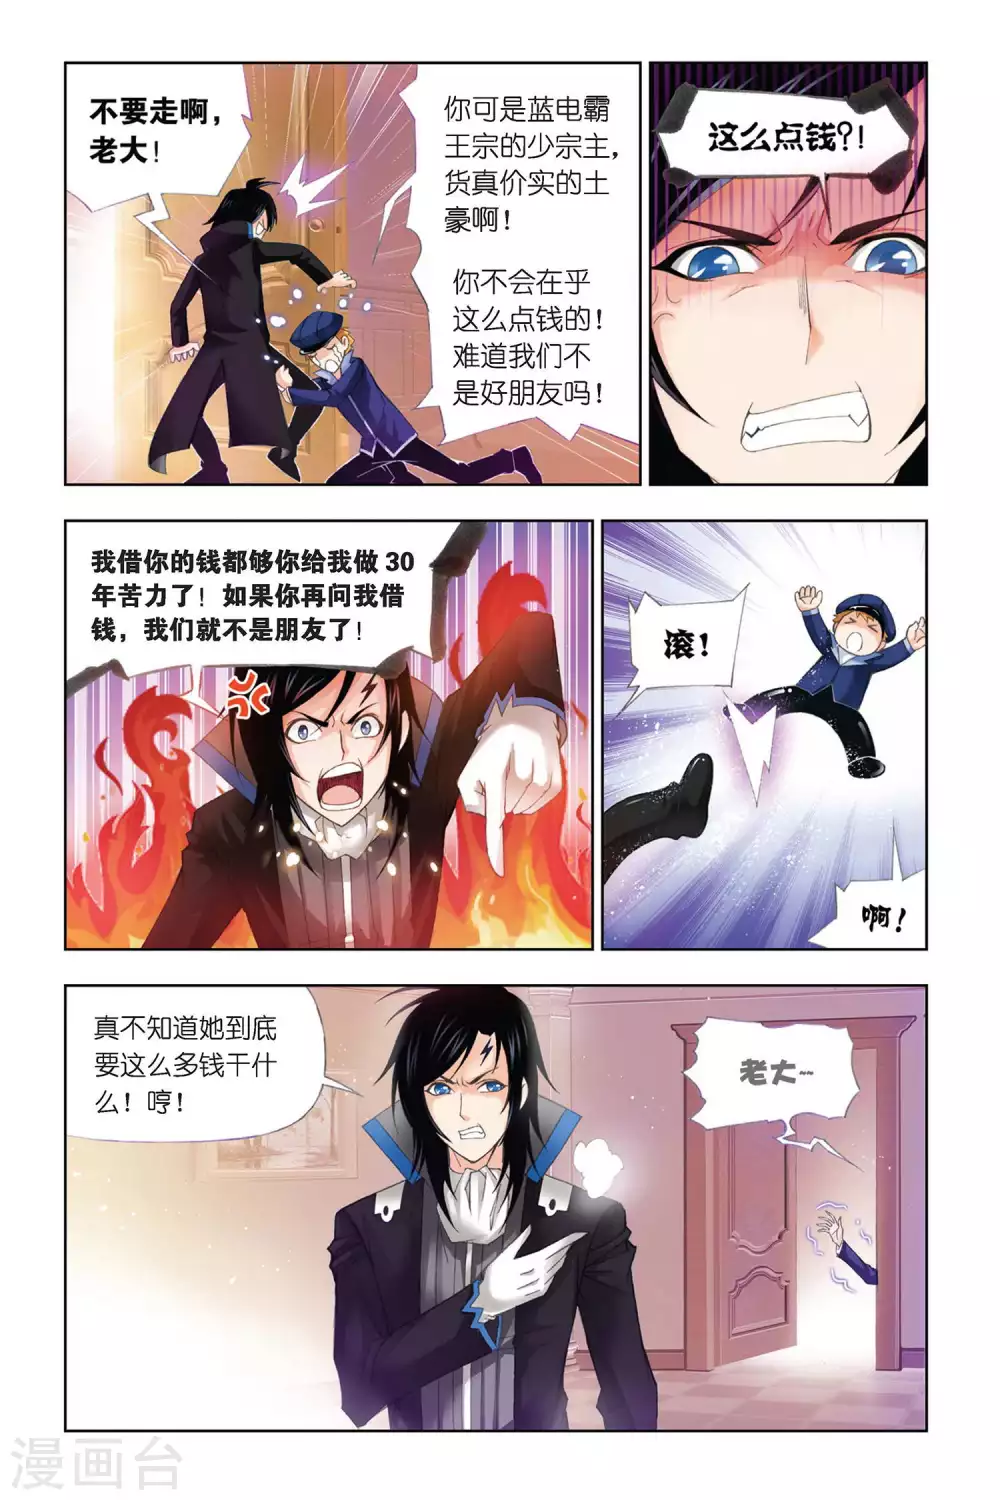 不要走啊，
老大！
你可是蓝电霸
王宗的少宗主，
货真价实的土
豪啊！
你不会在乎
这么点钱的！
难道我们不
是好朋友吗！
这么点钱？！
我借你的钱都够你给我做30
年苦力了！如果你再问我借
钱，我们就不是朋友了！
滚！
啊！
真不知道她到底
要这么多钱干什
么！哼！
老大~~
漫画台